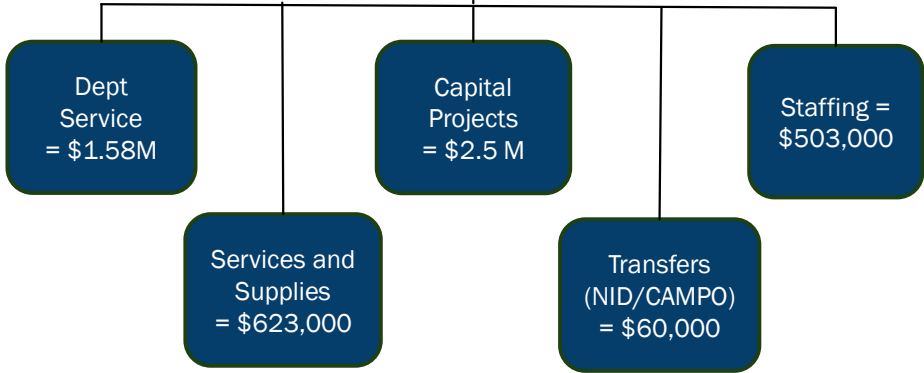 Dept
Service
= $1.58M
Capital
Projects
= $2.5 M
Staffing =
$503,000
Services and
Supplies
= $623,000
Transfers
(NID/CAMPO)
= $60,000